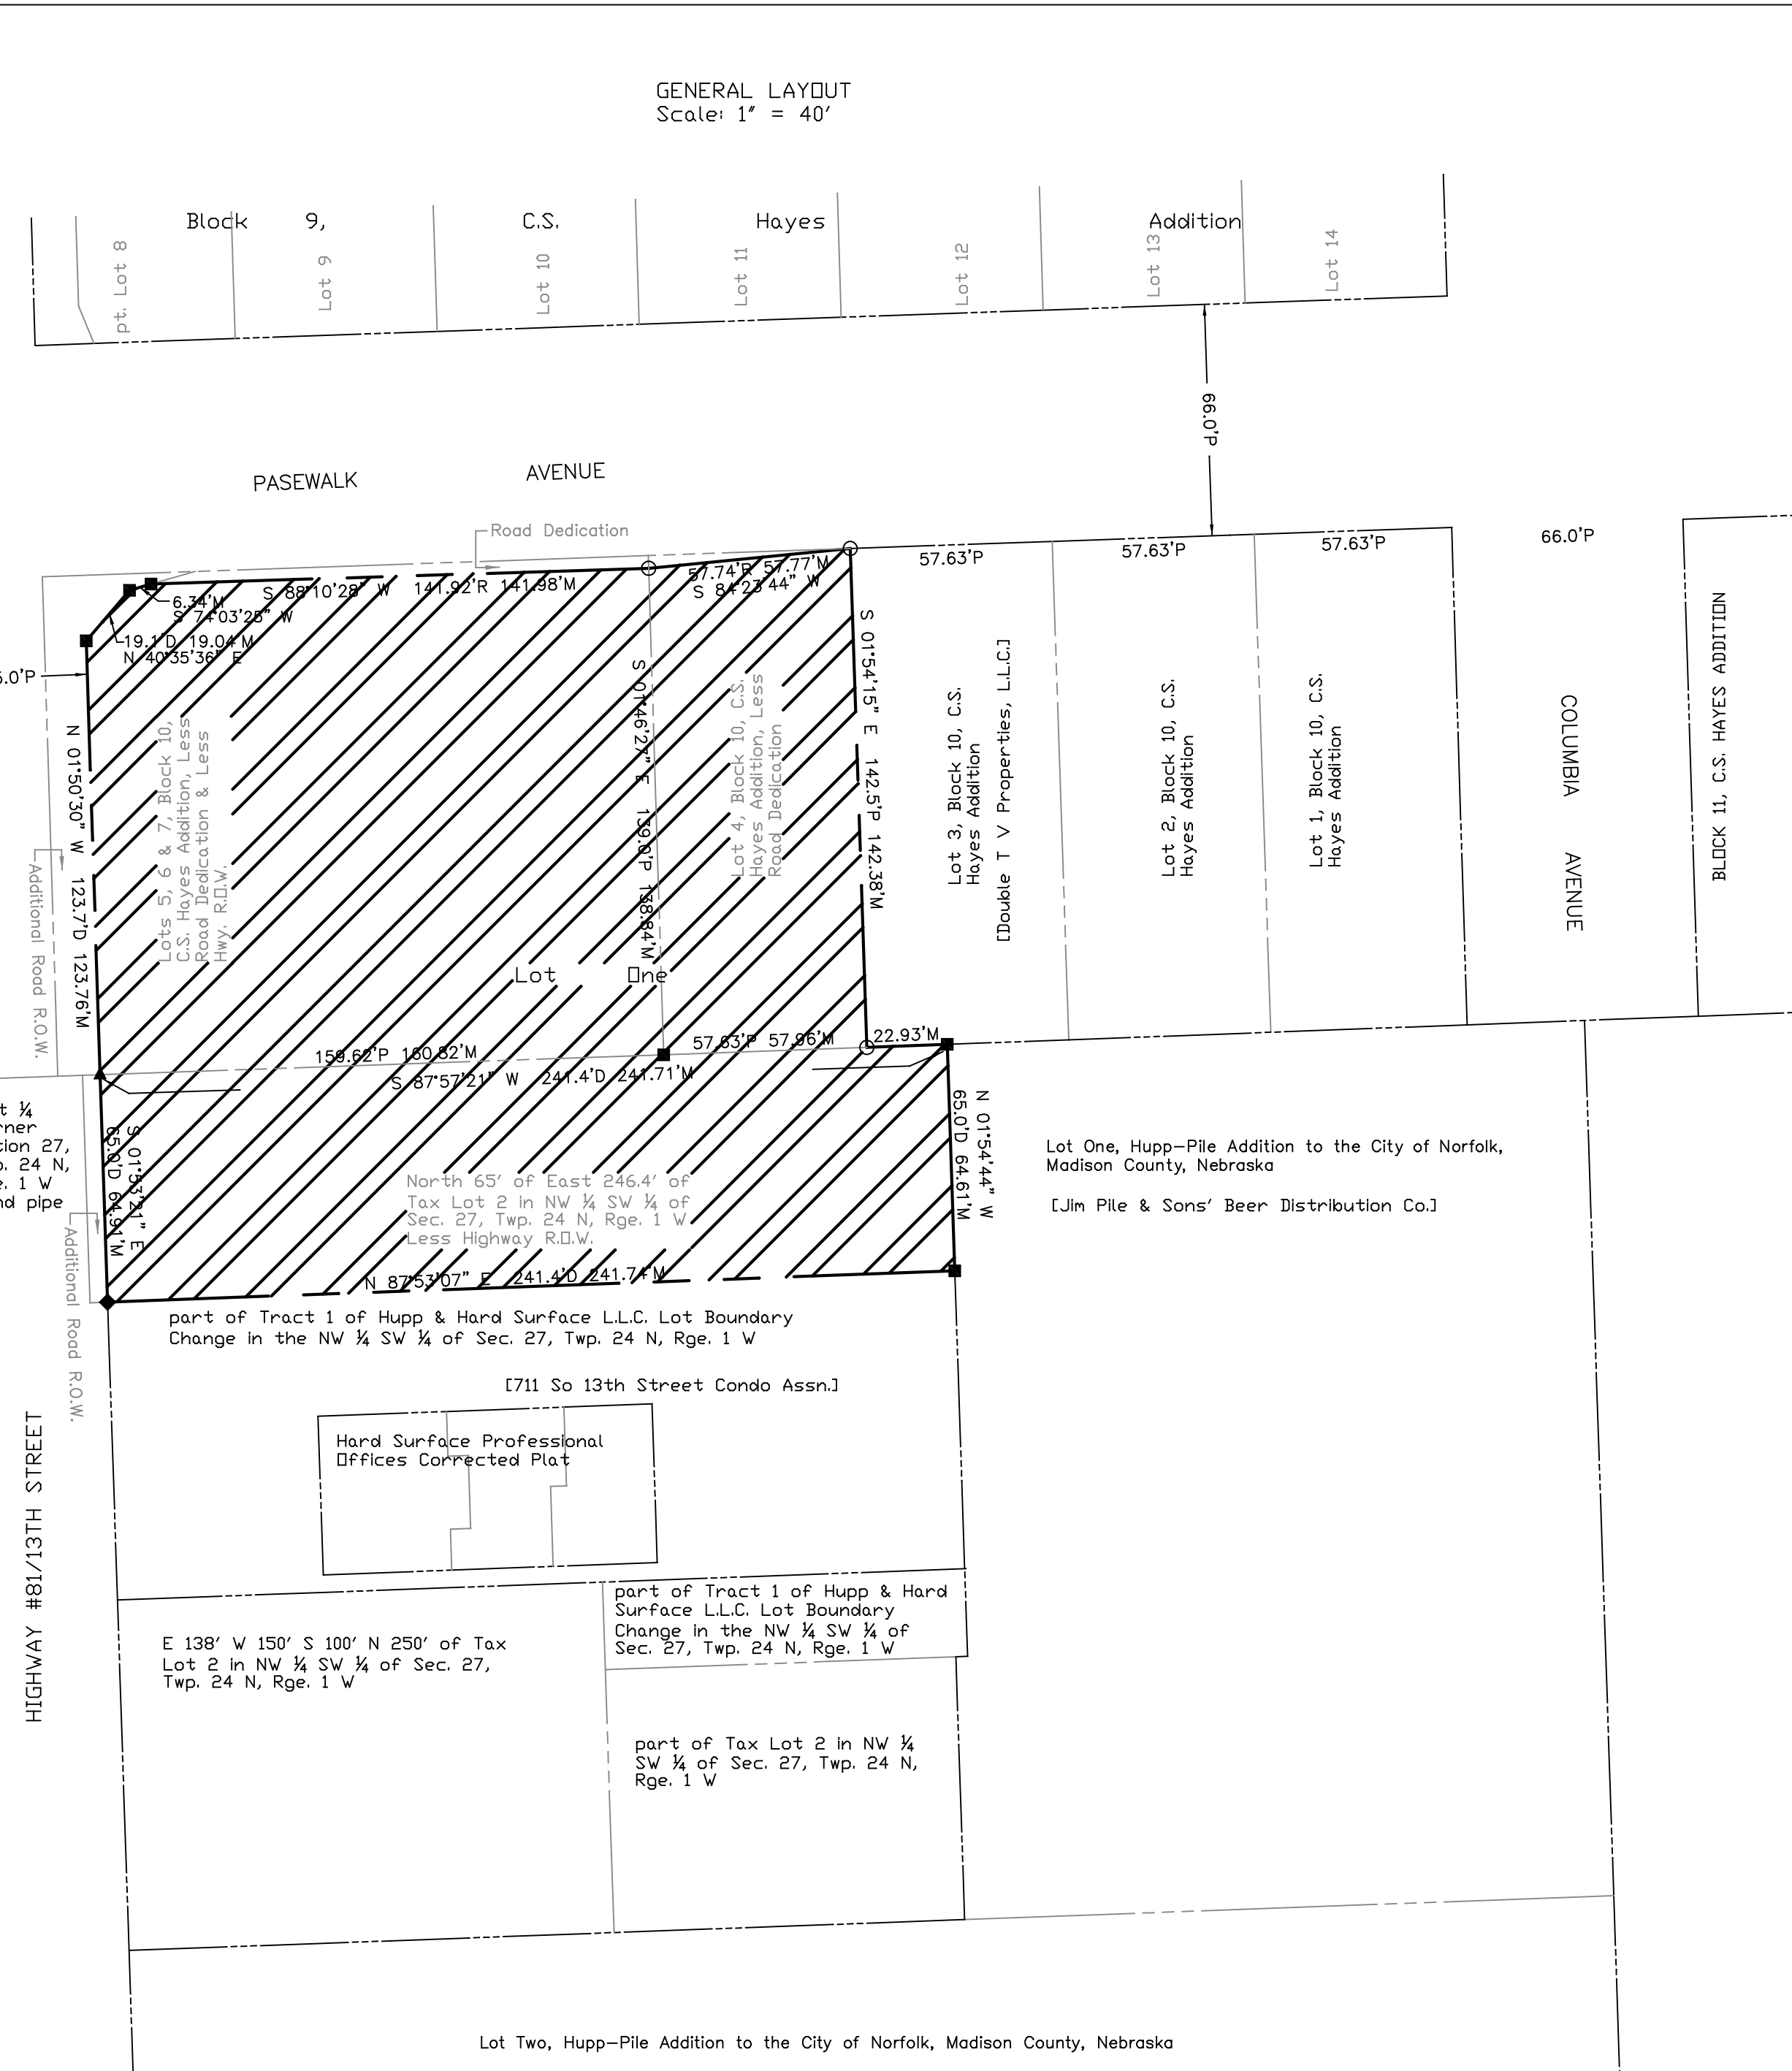 GENERAL LAYOUT
Scale: 1" = 40'
Block 9, C.S. Hayes Addition
pt. Lot 8
Lot 9
Lot 10
Lot 11
Lot 12
Lot 13
Lot 14
66.0'P
PASEWALK AVENUE
Road Dedication
57.63'P
57.63'P
57.63'P
66.0'P
57.74'R 57.77'M
S 84°23'44" W
S 88°10'28" W 141.92'R 141.98'M
6.34'M
S 74°03'25" W
19.1'D 19.04'M
N 40°35'36" E
N 01°50'30" W 123.7'D 123.76'M
Additional Road R.O.W.
Lots 5, 6 & 7, Block 10,
C.S. Hayes Addition, Less
Road Dedication & Less
Hwy. R.O.W.
S 01°46'27" E 139.0'P 138.84'M
Lot 4, Block 10, C.S.
Hayes Addition, Less
Road Dedication
S 01°54'15" E 142.5'P 142.38'M
Lot 3, Block 10, C.S.
Hayes Addition
[Double T V Properties, L.L.C.]
Lot 2, Block 10, C.S.
Hayes Addition
Lot 1, Block 10, C.S.
Hayes Addition
COLUMBIA AVENUE
BLOCK 11, C.S. HAYES ADDITION
Lot One
159.62'P 160.82'M
57.63'P 57.96'M
22.93'M
S 87°57'21" W 241.4'D 241.71'M
¼
tion 27,
24 N,
1 W
pipe
S 01°53'21" E
65.0'D 64.91'M
N 01°54'44" W
65.0'D 64.61'M
Lot One, Hupp-Pile Addition to the City of Norfolk,
Madison County, Nebraska
[Jim Pile & Sons' Beer Distribution Co.]
North 65' of East 246.4' of
Tax Lot 2 in NW ¼ SW ¼ of
Sec. 27, Twp. 24 N, Rge. 1 W
Less Highway R.O.W.
N 87°53'07" E 241.4'D 241.74'M
Additional Road R.O.W.
part of Tract 1 of Hupp & Hard Surface L.L.C. Lot Boundary
Change in the NW ¼ SW ¼ of Sec. 27, Twp. 24 N, Rge. 1 W
[711 So 13th Street Condo Assn.]
Hard Surface Professional
Offices Corrected Plat
HIGHWAY #81/13TH STREET
part of Tract 1 of Hupp & Hard
Surface L.L.C. Lot Boundary
Change in the NW ¼ SW ¼ of
Sec. 27, Twp. 24 N, Rge. 1 W
E 138' W 150' S 100' N 250' of Tax
Lot 2 in NW ¼ SW ¼ of Sec. 27,
Twp. 24 N, Rge. 1 W
part of Tax Lot 2 in NW ¼
SW ¼ of Sec. 27, Twp. 24 N,
Rge. 1 W
Lot Two, Hupp-Pile Addition to the City of Norfolk, Madison County, Nebraska